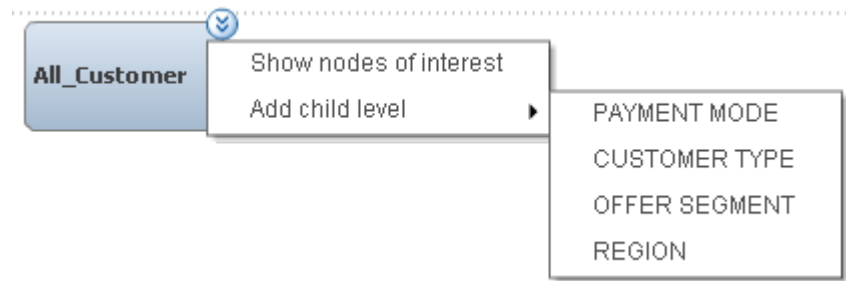 All_Customer
Show nodes of interest
Add child level
PAYMENT MODE
CUSTOMER TYPE
OFFER SEGMENT
REGION